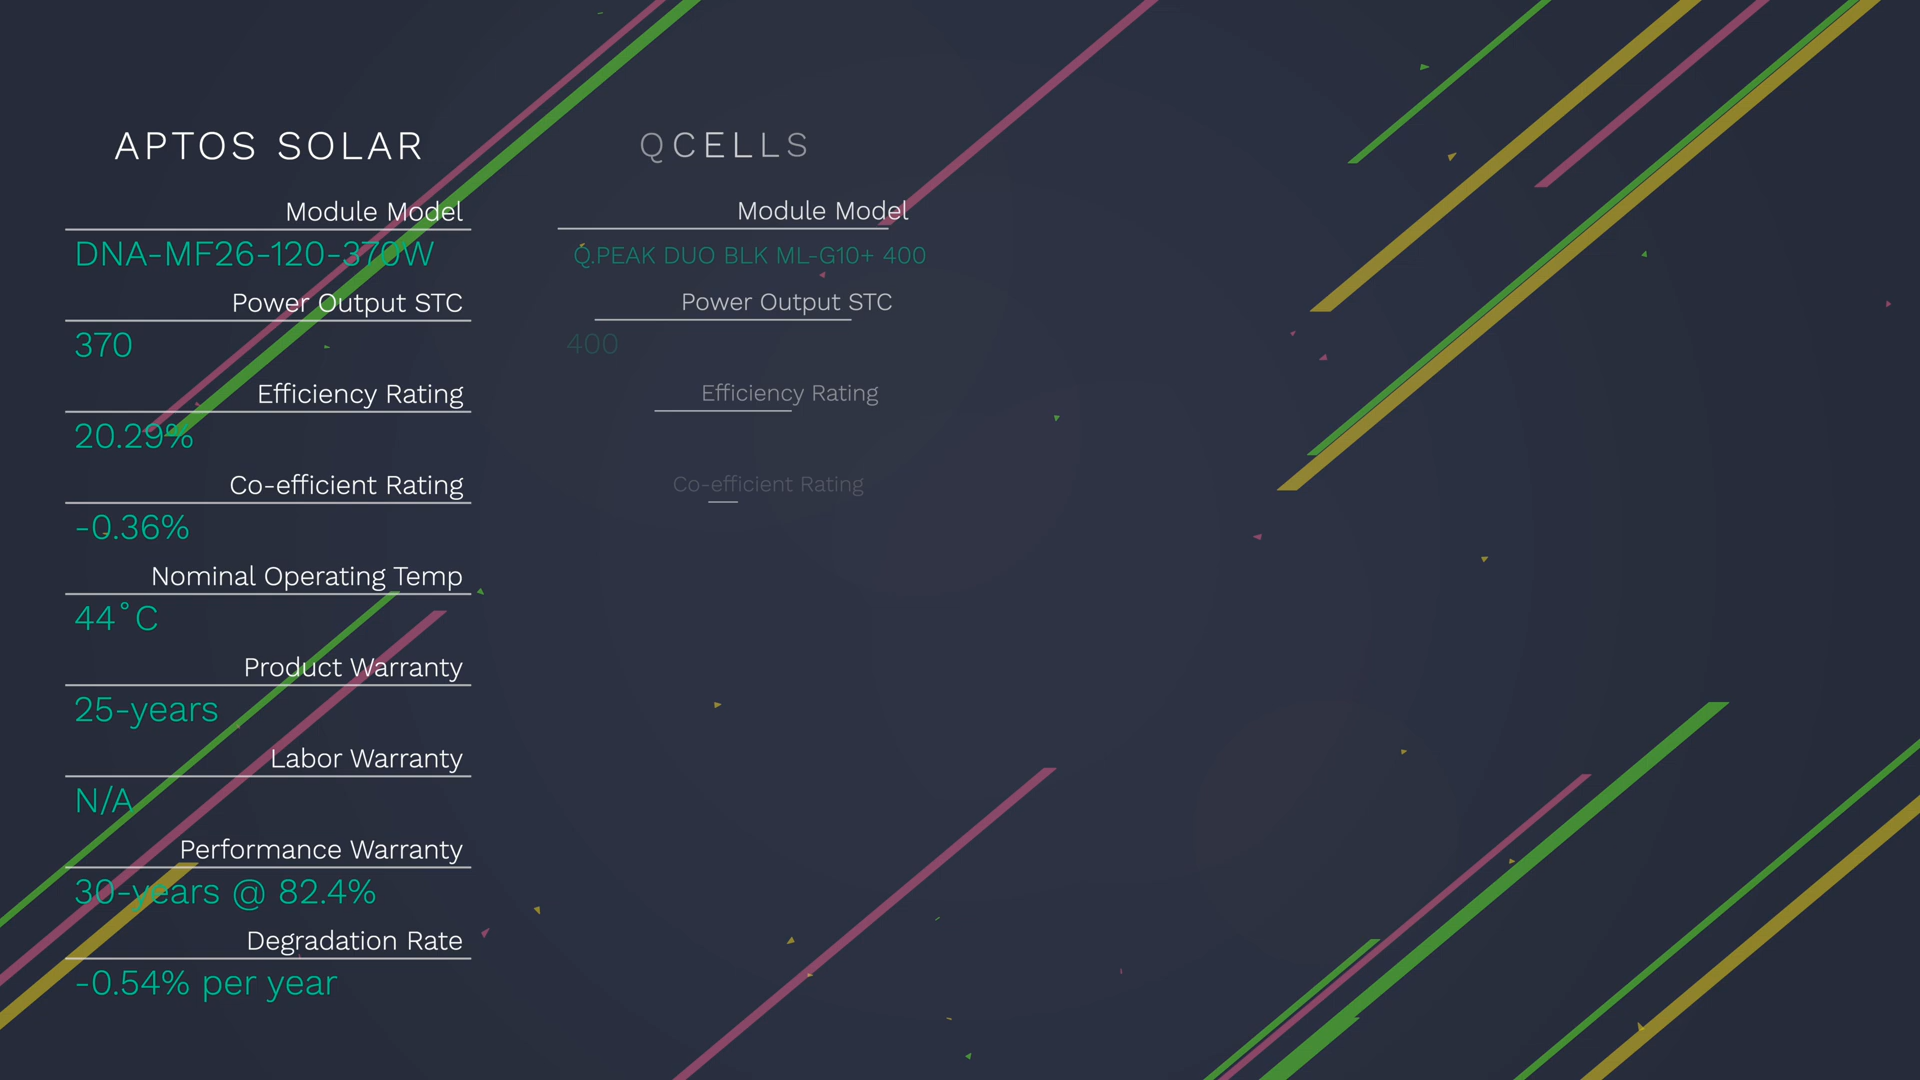 APTOS SOLAR
Module Model
DNA-MF26-120-370W
Power Output STC
370
Efficiency Rating
20.29%
Co-efficient Rating
-0.36%
Nominal Operating Temp
44°C
Product Warranty
25-years
Labor Warranty
N/A
Performance Warranty
30-years @ 82.4%
Degradation Rate
-0.54% per year
QCELLS
Module Model
Q.PEAK DUO BLK ML-G10+ 400
Power Output STC
400
Efficiency Rating
Co-efficient Rating